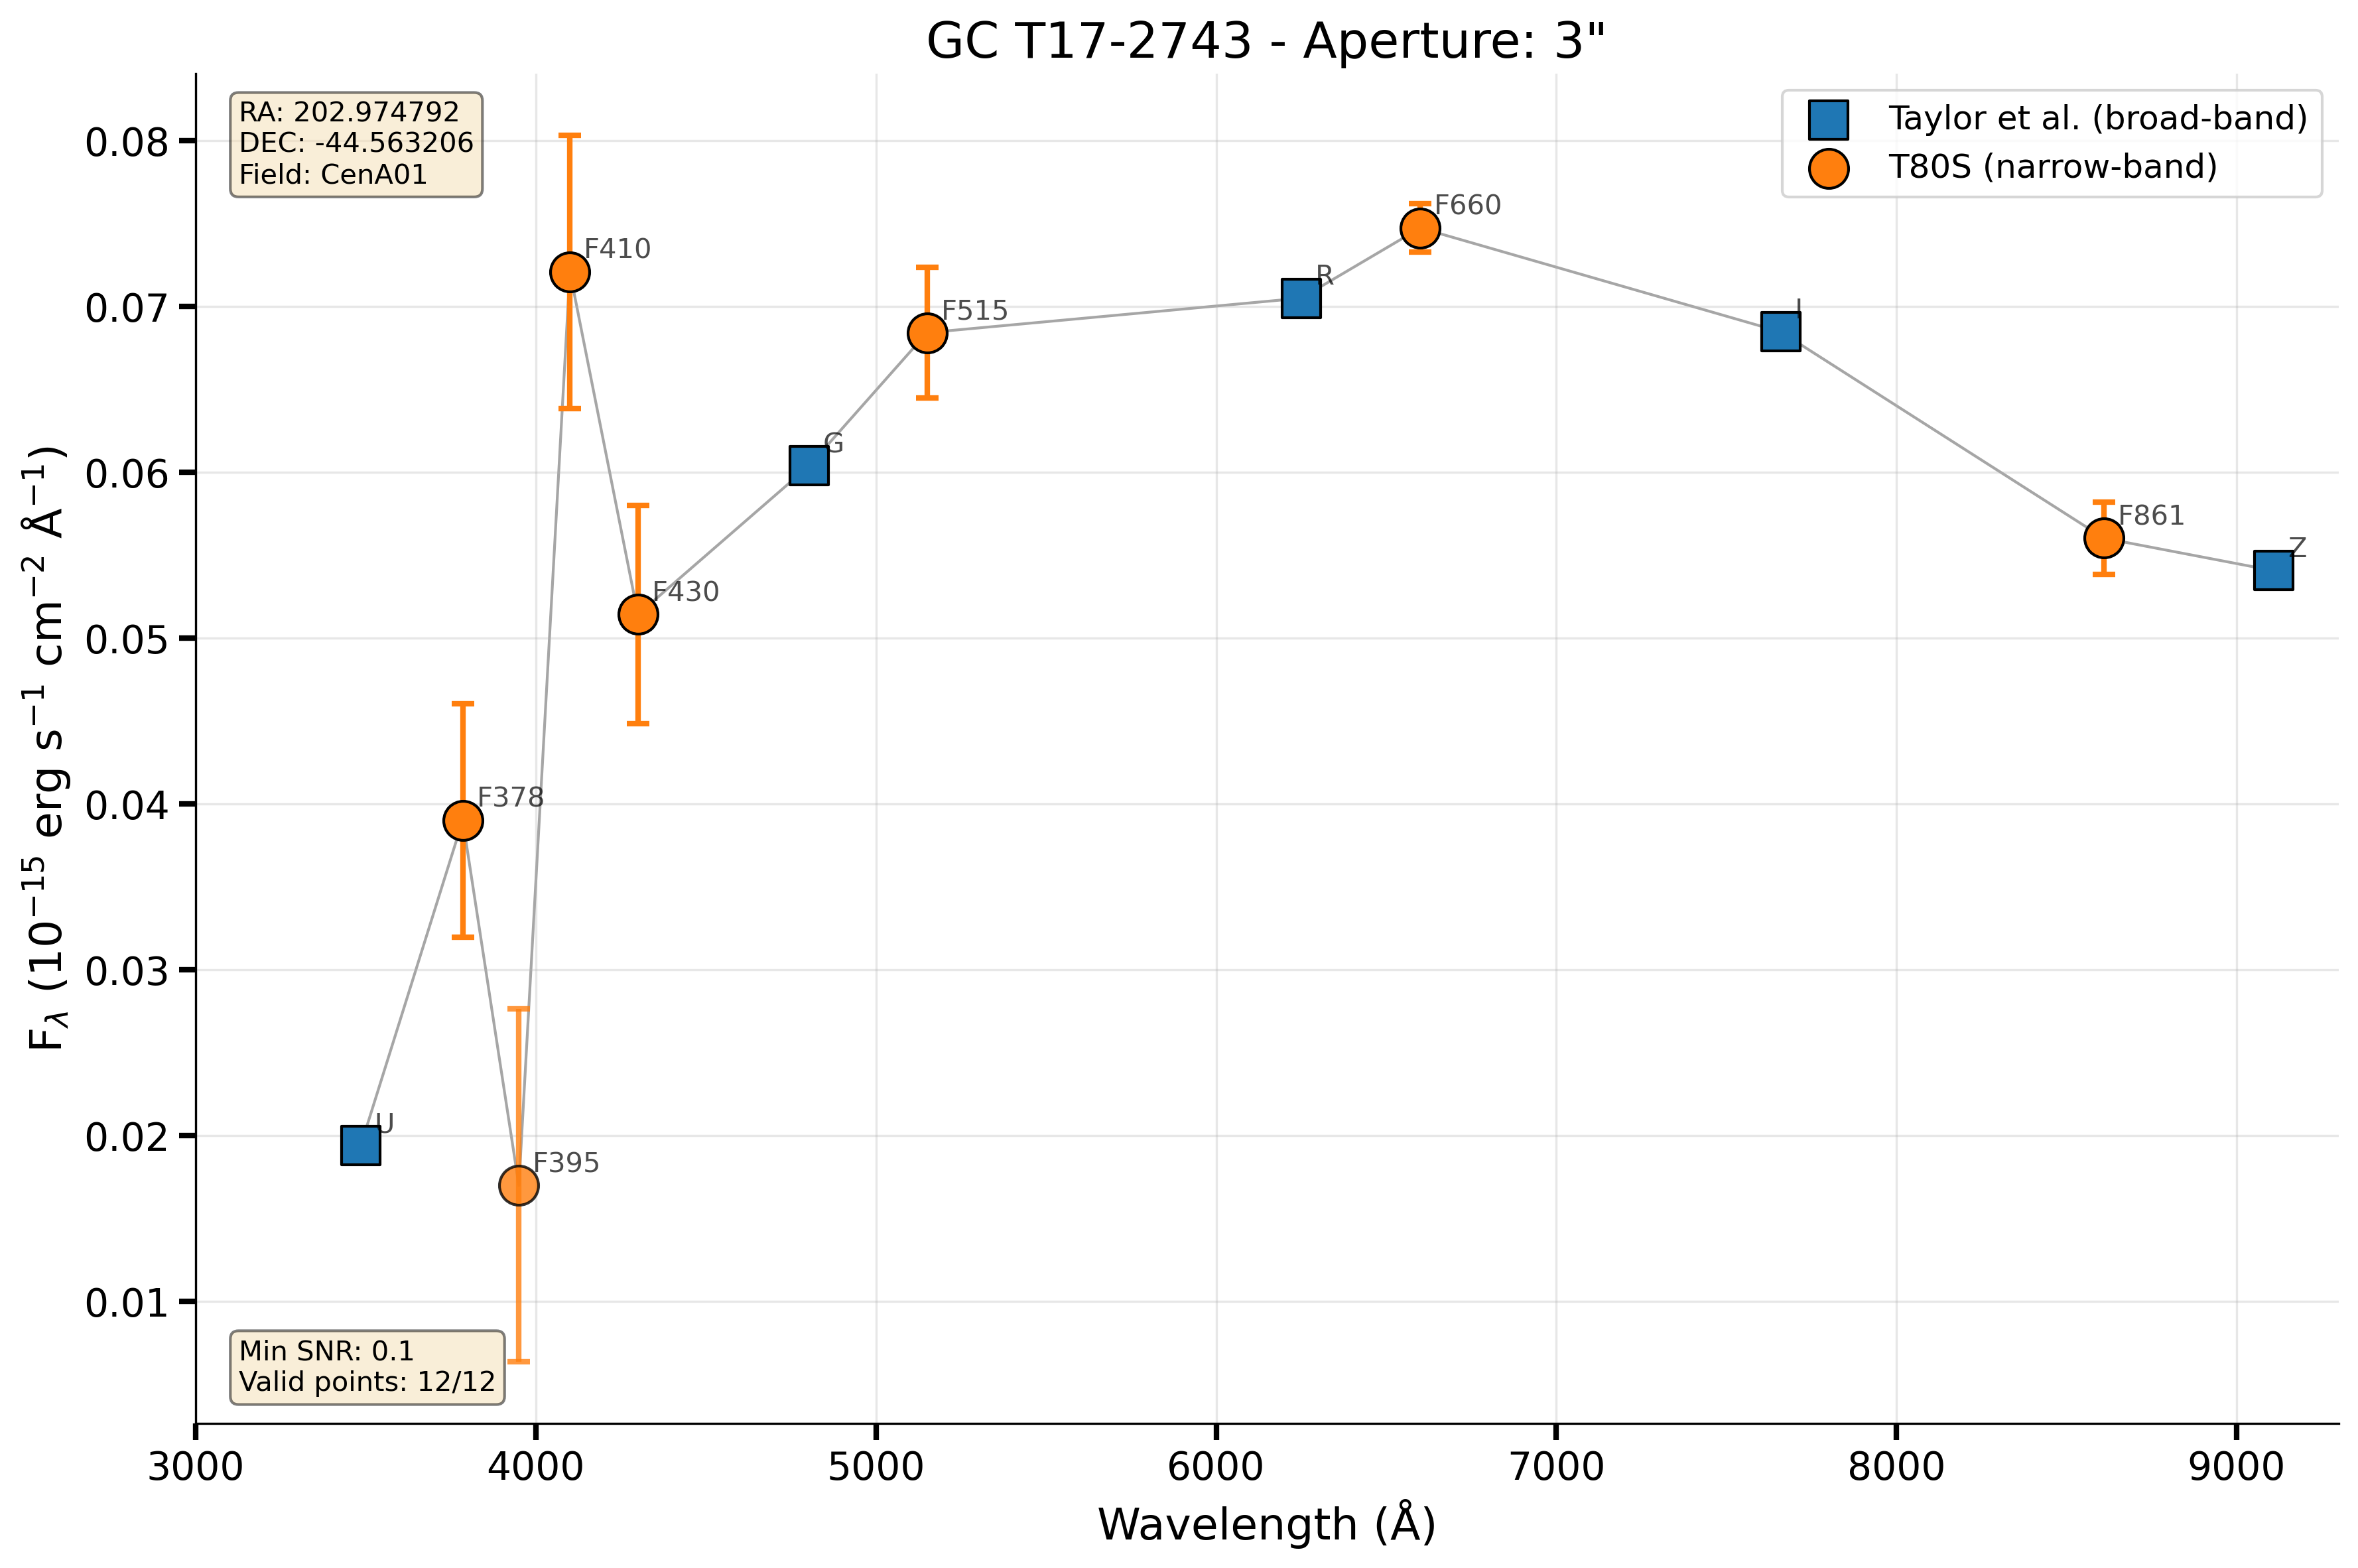 GC T17-2743 - Aperture: 3"
RA: 202.974792
DEC: -44.563206
Field: CenA01
Taylor et al. (broad-band)
T80S (narrow-band)
F660
F410
R
F515
I
G
F861
Z
F430
F378
U
F395
Min SNR: 0.1
Valid points: 12/12
0.08
0.07
0.06
0.05
0.04
0.03
0.02
0.01
F_λ (10⁻¹⁵ erg s⁻¹ cm⁻² Å⁻¹)
3000 4000 5000 6000 7000 8000 9000
Wavelength (Å)